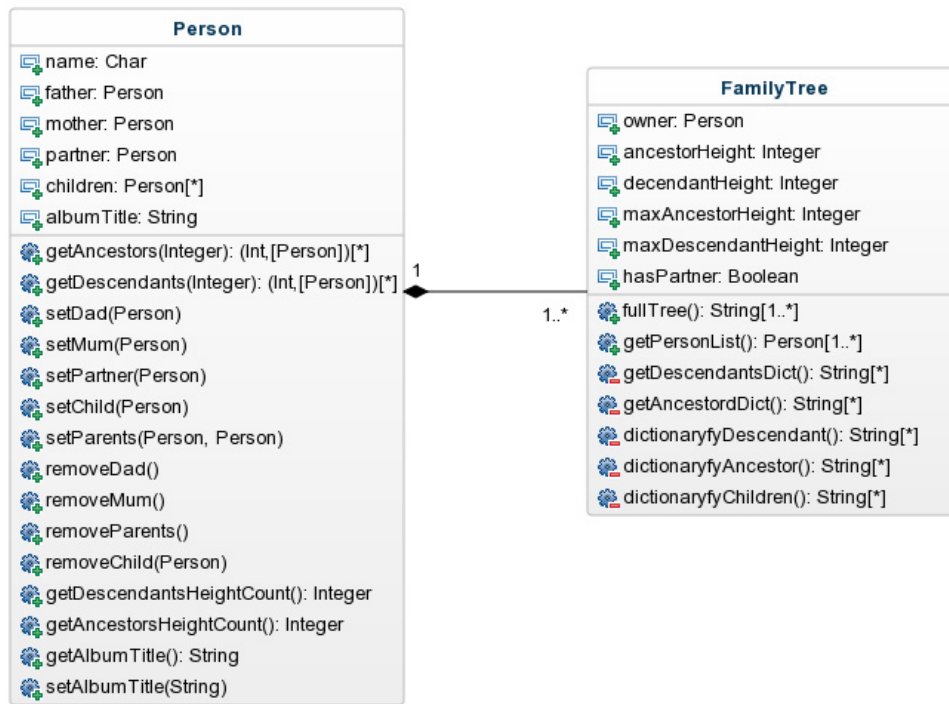 Person
name: Char
father: Person
mother: Person
partner: Person
children: Person[*]
albumTitle: String
getAncestors(Integer): (Int,[Person])[*]
getDescendants(Integer): (Int,[Person])[*]
setDad(Person)
setMum(Person)
setPartner(Person)
setChild(Person)
setParents(Person, Person)
removeDad()
removeMum()
removeParents()
removeChild(Person)
getDescendantsHeightCount(): Integer
getAncestorsHeightCount(): Integer
getAlbumTitle(): String
setAlbumTitle(String)
1
1..*
FamilyTree
owner: Person
ancestorHeight: Integer
decendantHeight: Integer
maxAncestorHeight: Integer
maxDescendantHeight: Integer
hasPartner: Boolean
fullTree(): String[1..*]
getPersonList(): Person[1..*]
getDescendantsDict(): String[*]
getAncestordDict(): String[*]
dictionaryfyDescendant(): String[*]
dictionaryfyAncestor(): String[*]
dictionaryfyChildren(): String[*]